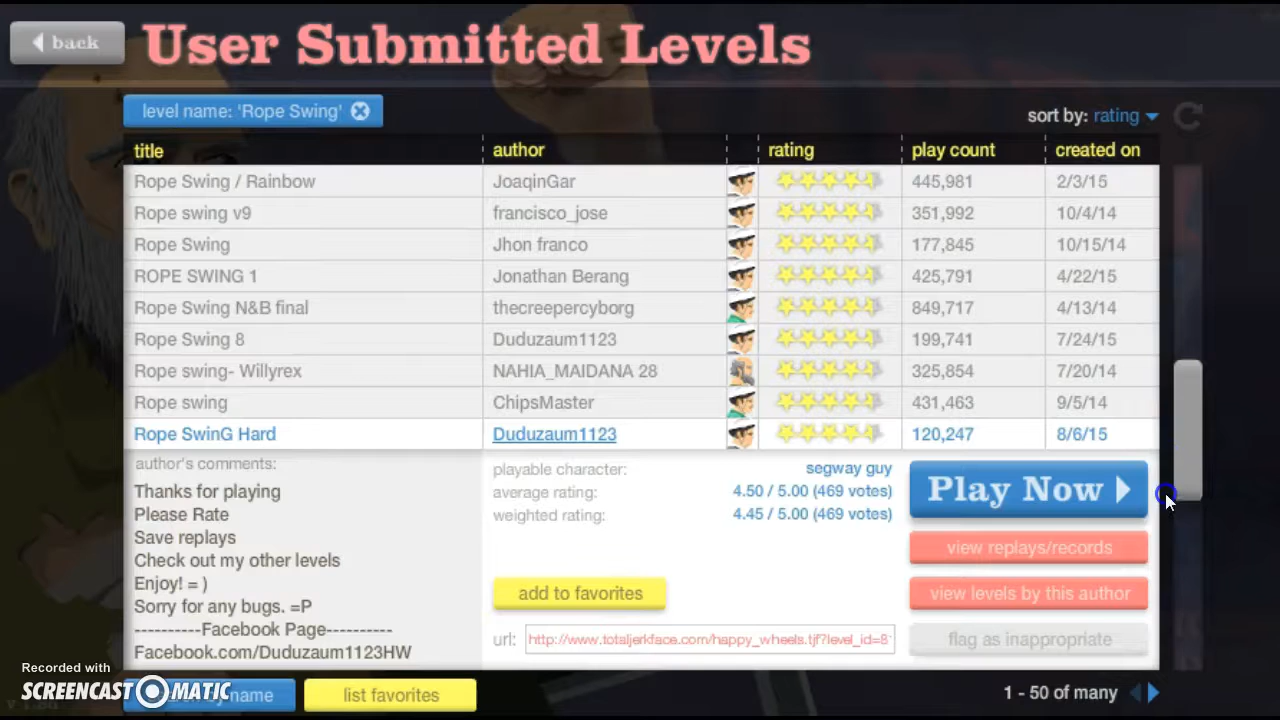 back
User Submitted Levels
level name: 'Rope Swing'
sort by: rating
title author rating play count created on
Rope Swing / Rainbow JoaqinGar 445,981 2/3/15
Rope swing v9 francisco_jose 351,992 10/4/14
Rope Swing Jhon franco 177,845 10/15/14
ROPE SWING 1 Jonathan Berang 425,791 4/22/15
Rope Swing N&B final thecreepercyborg 849,717 4/13/14
Rope Swing 8 Duduzaum1123 199,741 7/24/15
Rope swing- Willyrex NAHIA_MAIDANA 28 325,854 7/20/14
Rope swing ChipsMaster 431,463 9/5/14
Rope SwinG Hard Duduzaum1123 120,247 8/6/15
author's comments:
Thanks for playing
Please Rate
Save replays
Check out my other levels
Enjoy! = )
Sorry for any bugs. =P
----------Facebook Page----------
Facebook.com/Duduzaum1123HW
playable character: segway guy
average rating: 4.50 / 5.00 (469 votes)
weighted rating: 4.45 / 5.00 (469 votes)
add to favorites
url: http://www.totaljerkface.com/happy_wheels.tjf?level_id=8
Play Now
view replays/records
view levels by this author
flag as inappropriate
Recorded with
SCREENCAST MATIC
name
list favorites
1 - 50 of many